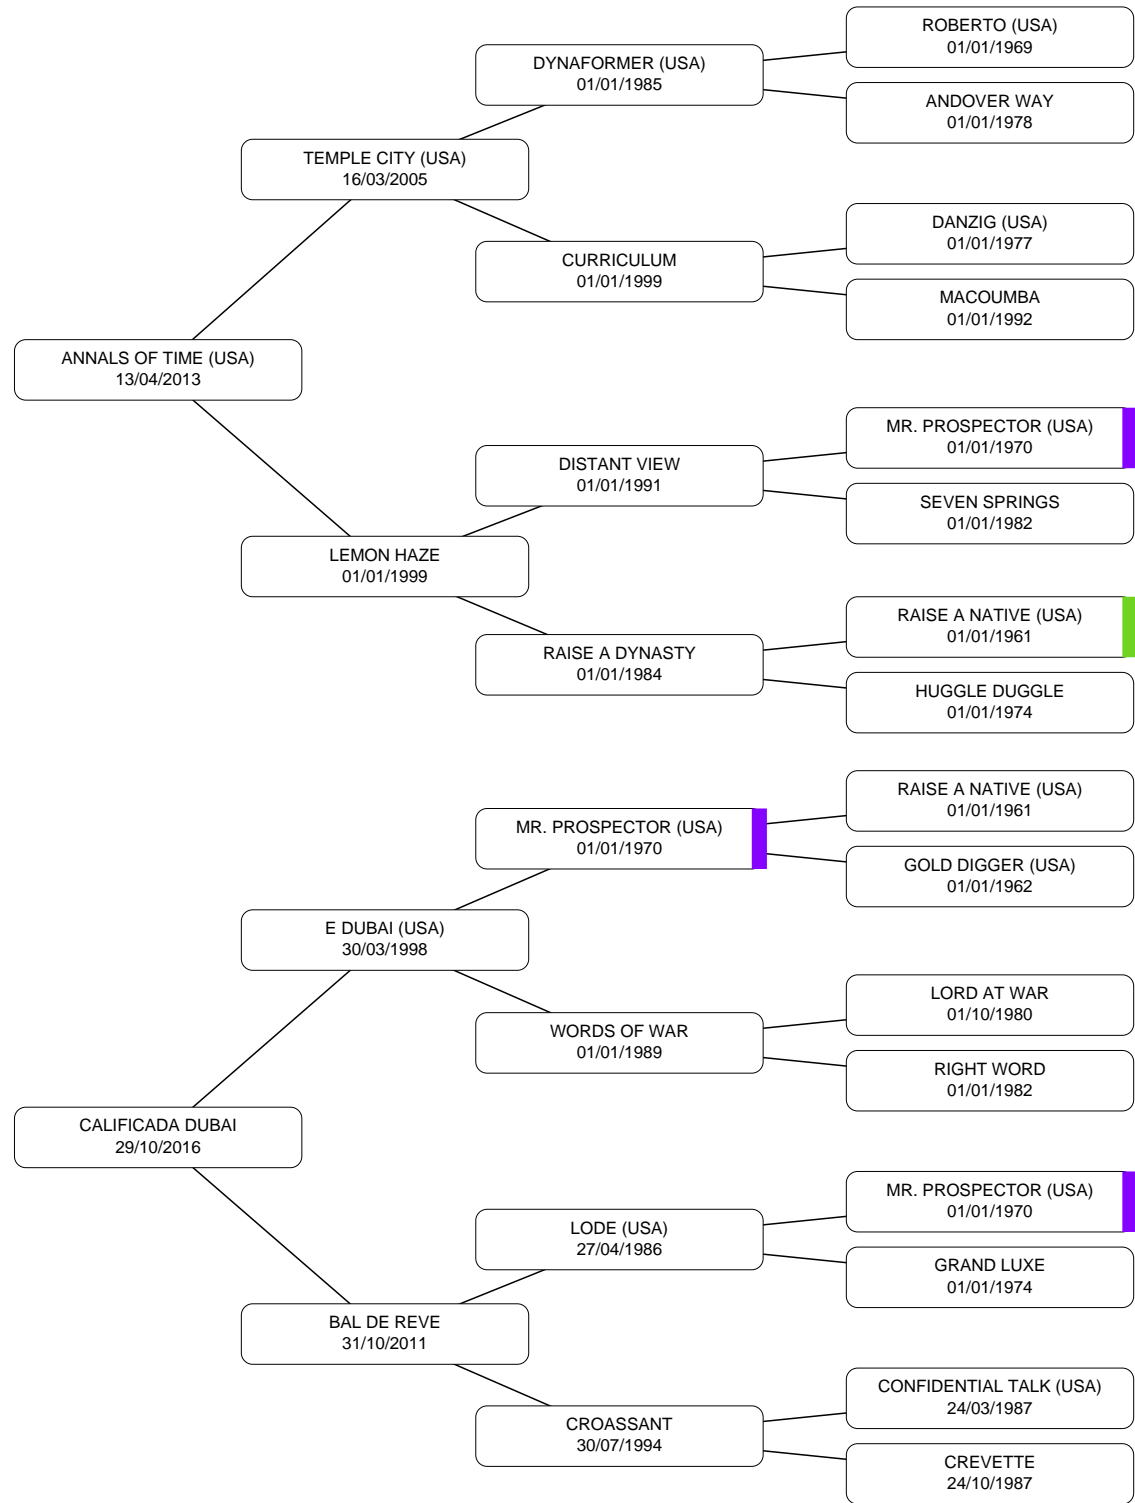 ROBERTO (USA)
01/01/1969
DYNAFORMER (USA)
01/01/1985
ANDOVER WAY
01/01/1978
TEMPLE CITY (USA)
16/03/2005
DANZIG (USA)
01/01/1977
CURRICULUM
01/01/1999
MACOUMBA
01/01/1992
ANNALS OF TIME (USA)
13/04/2013
MR. PROSPECTOR (USA)
01/01/1970
DISTANT VIEW
01/01/1991
SEVEN SPRINGS
01/01/1982
LEMON HAZE
01/01/1999
RAISE A NATIVE (USA)
01/01/1961
RAISE A DYNASTY
01/01/1984
HUGGLE DUGGLE
01/01/1974
RAISE A NATIVE (USA)
01/01/1961
MR. PROSPECTOR (USA)
01/01/1970
GOLD DIGGER (USA)
01/01/1962
E DUBAI (USA)
30/03/1998
LORD AT WAR
01/10/1980
WORDS OF WAR
01/01/1989
RIGHT WORD
01/01/1982
CALIFICADA DUBAI
29/10/2016
MR. PROSPECTOR (USA)
01/01/1970
LODE (USA)
27/04/1986
GRAND LUXE
01/01/1974
BAL DE REVE
31/10/2011
CONFIDENTIAL TALK (USA)
24/03/1987
CROASSANT
30/07/1994
CREVETTE
24/10/1987